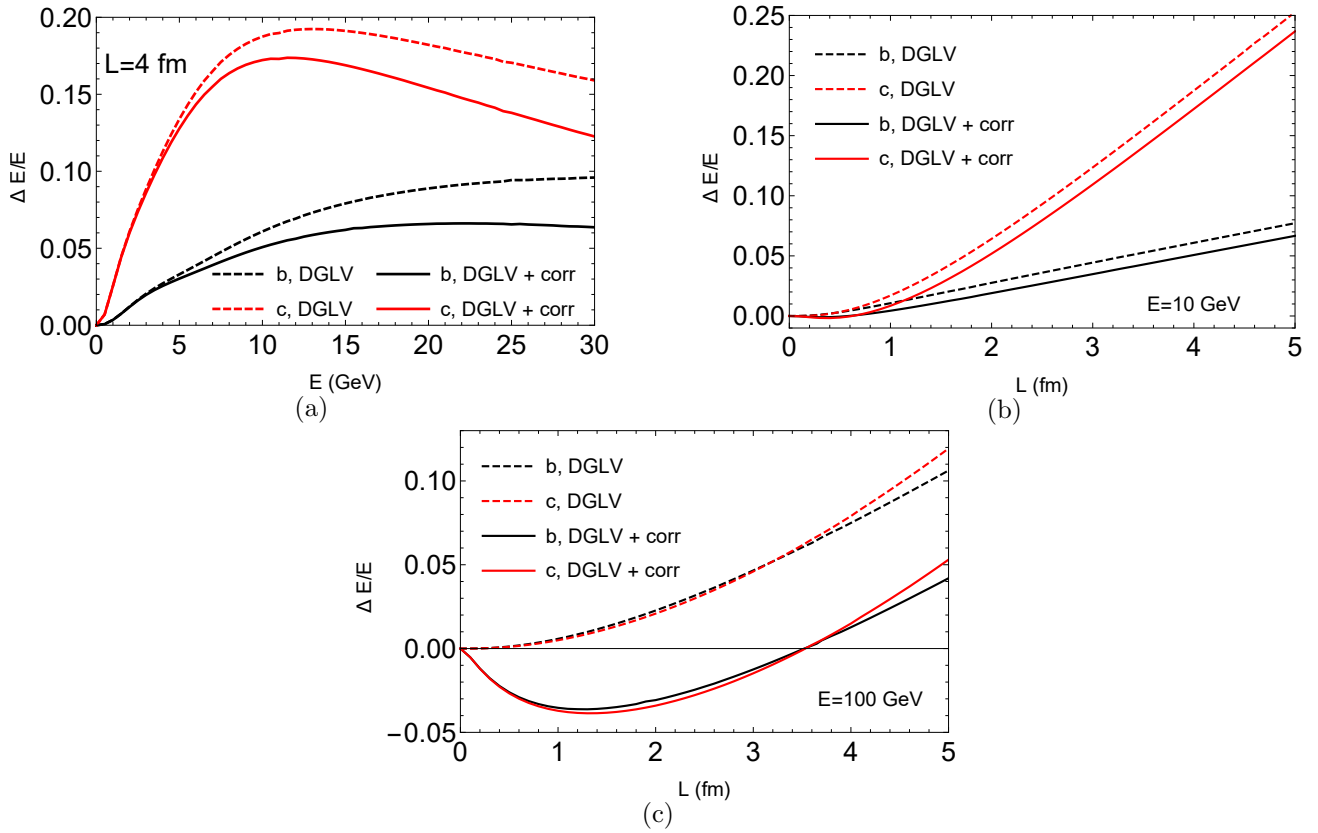 0.20
0.15
0.10
0.05
0.00
Δ E/E
L=4 fm
b, DGLV
c, DGLV
b, DGLV + corr
c, DGLV + corr
0 5 10 15 20 25 30
E (GeV)
(a)
0.25
0.20
0.15
0.10
0.05
0.00
Δ E/E
b, DGLV
c, DGLV
b, DGLV + corr
c, DGLV + corr
E=10 GeV
0 1 2 3 4 5
L (fm)
(b)
0.10
0.05
0.00
−0.05
Δ E/E
b, DGLV
c, DGLV
b, DGLV + corr
c, DGLV + corr
E=100 GeV
0 1 2 3 4 5
L (fm)
(c)